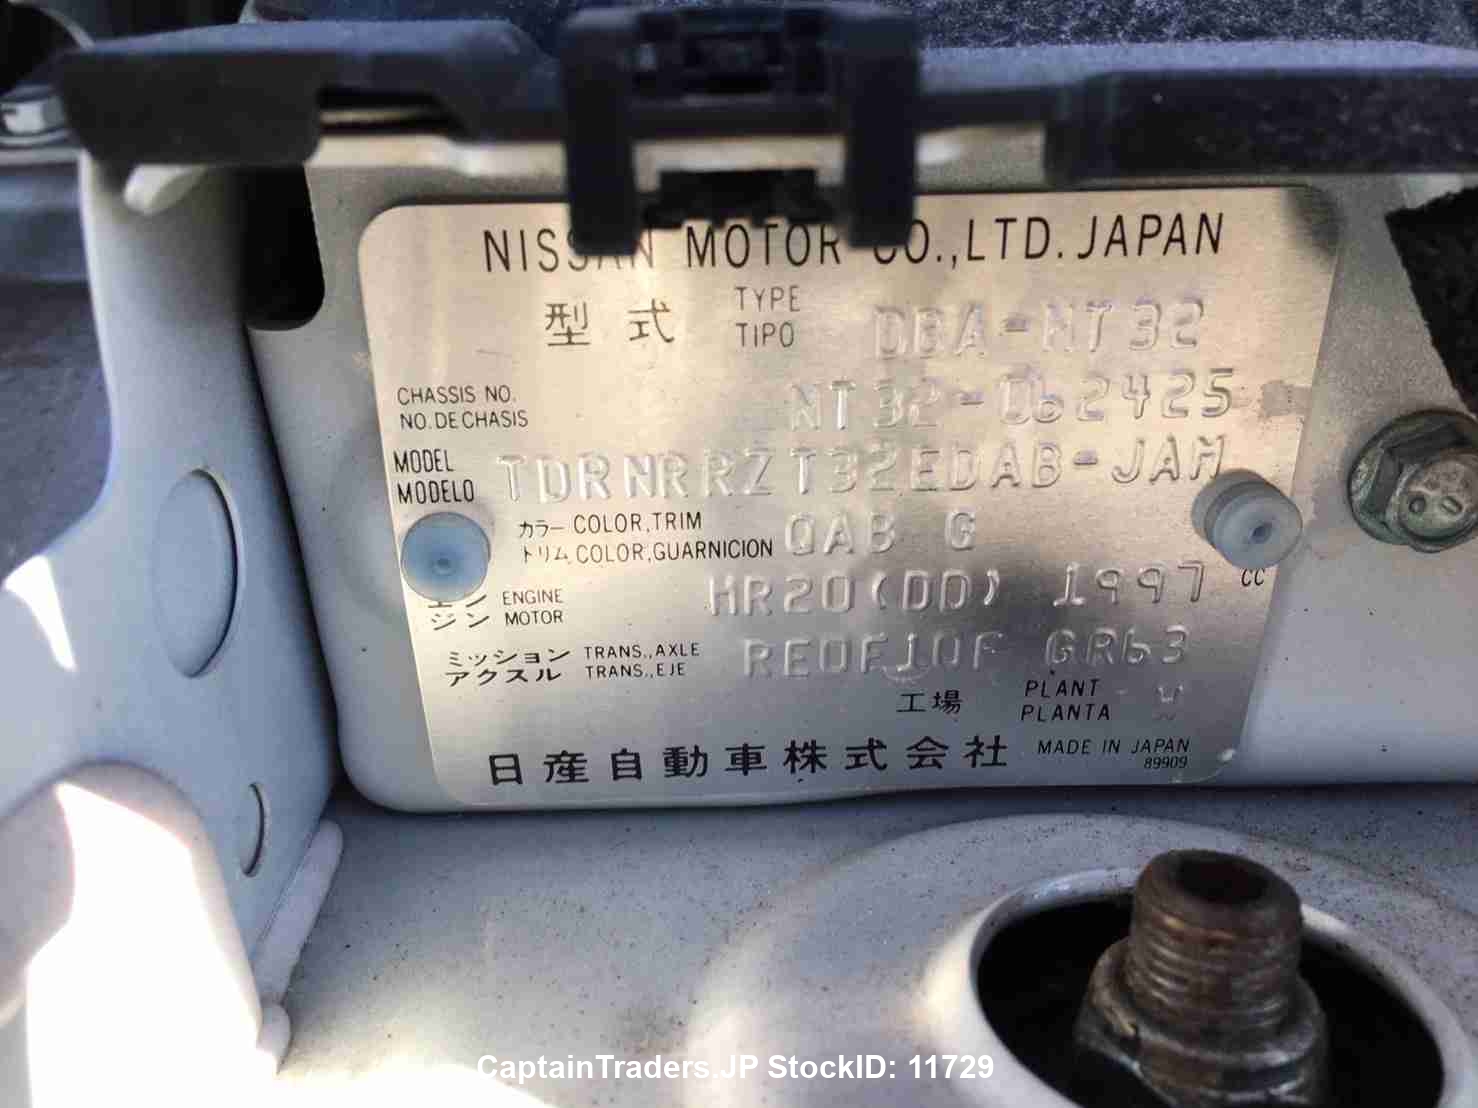 NISSAN MOTOR CO.,LTD. JAPAN
型式 TYPE TIPO DBA-NT32
CHASSIS NO. NO. DE CHASIS NT32-062425
MODEL MODELO TDRNRRZT32EDAB-JAM
カラー COLOR, TRIM
トリム COLOR, GUARNICION QAB G
エンジン ENGINE MOTOR HR20(DD) 1997 CC
ミッション TRANS., AXLE
アクスル TRANS., EJE RE0F10F GR63
工場 PLANT PLANTA
日産自動車株式会社 MADE IN JAPAN
89909
CaptainTraders.JP StockID: 11729